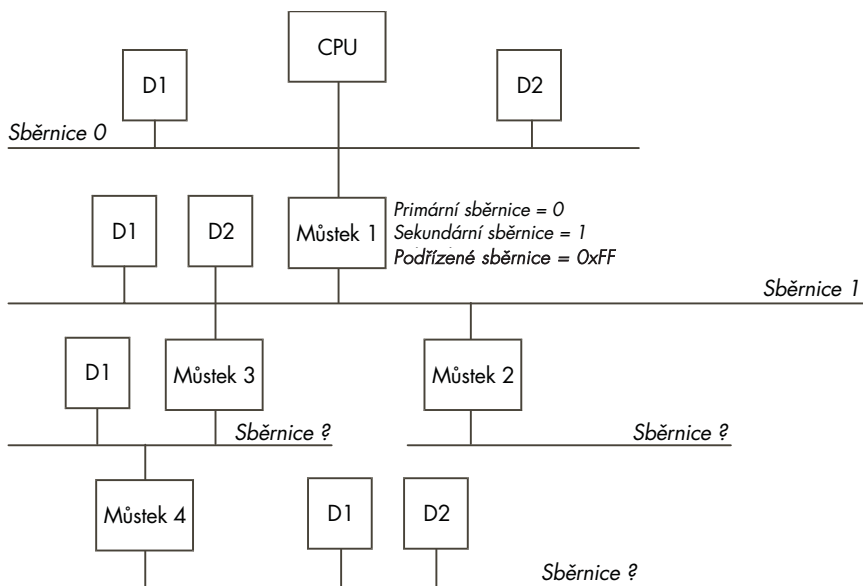 CPU
D1
D2
Sběrnice 0
D1
D2
Můstek 1
Primární sběrnice = 0
Sekundární sběrnice = 1
Podřízené sběrnice = 0xFF
Sběrnice 1
D1
Můstek 3
Můstek 2
Sběrnice ?
Sběrnice ?
Můstek 4
D1
D2
Sběrnice ?